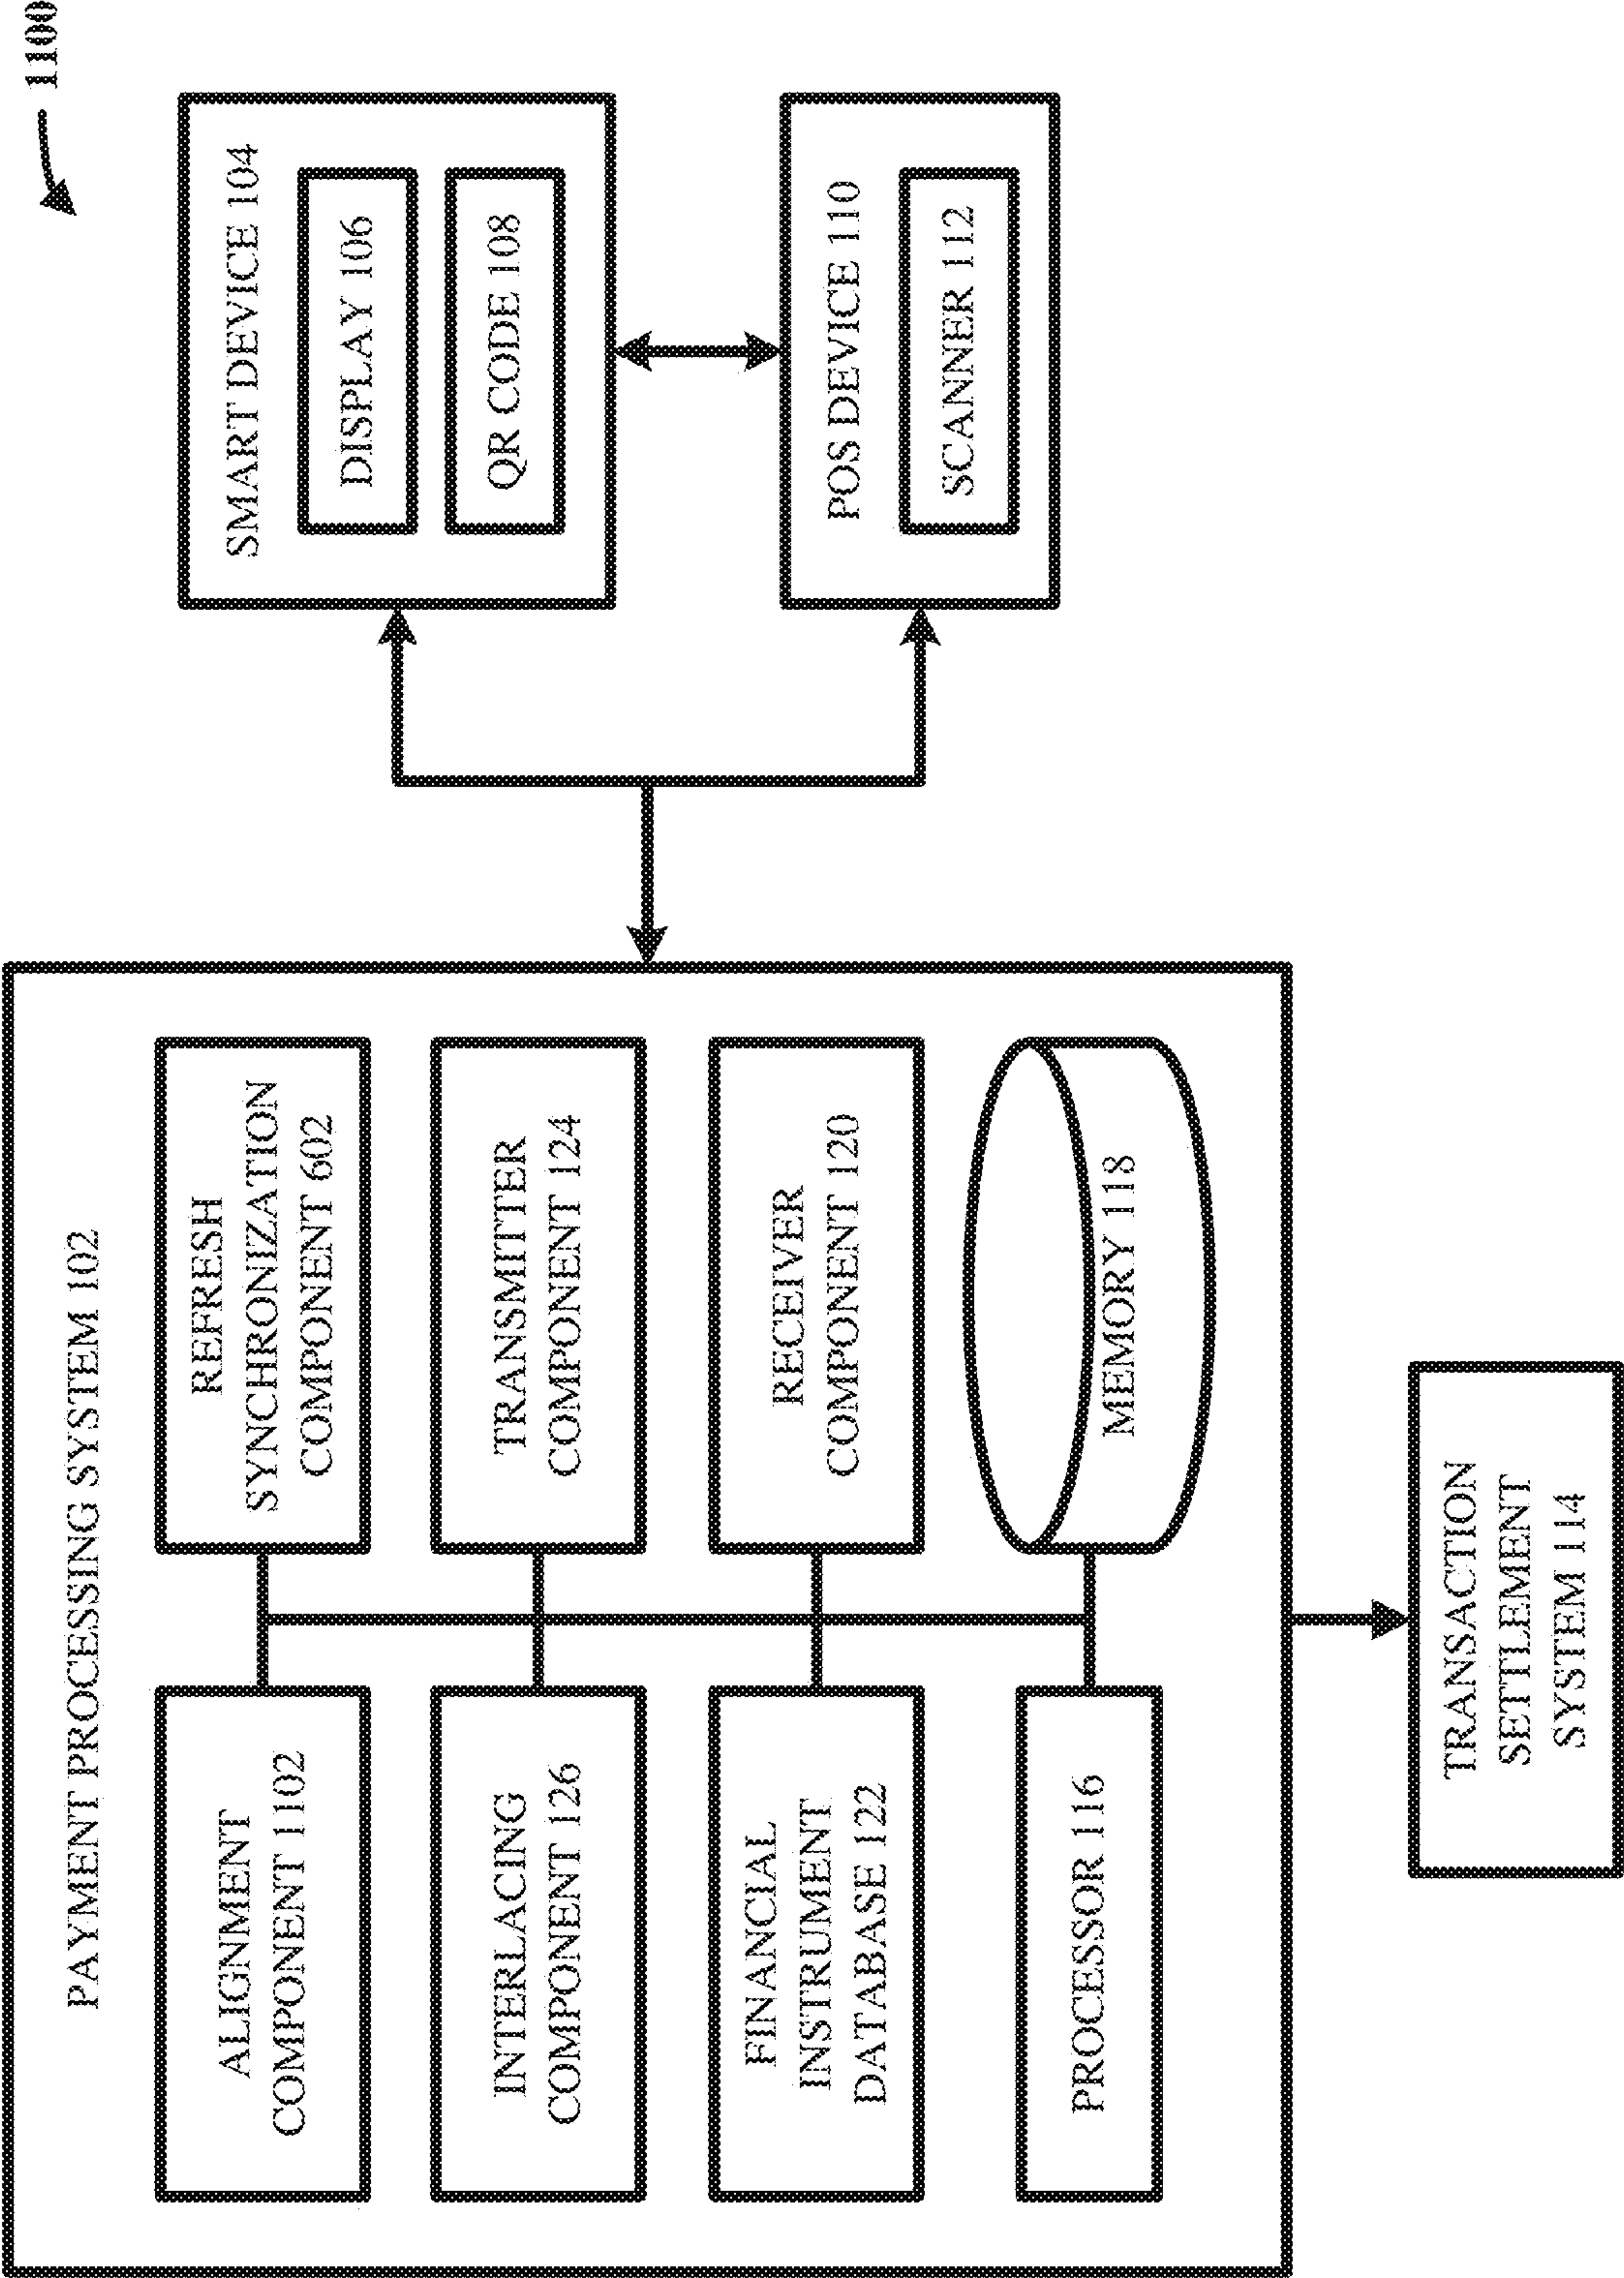 1100
PAYMENT PROCESSING SYSTEM 102
ALIGNMENT
COMPONENT 1102
REFRESH
SYNCHRONIZATION
COMPONENT 602
INTERLACING
COMPONENT 126
TRANSMITTER
COMPONENT 124
FINANCIAL
INSTRUMENT
DATABASE 122
RECEIVER
COMPONENT 120
PROCESSOR 116
MEMORY 118
SMART DEVICE 104
DISPLAY 106
QR CODE 108
POS DEVICE 110
SCANNER 112
TRANSACTION
SETTLEMENT
SYSTEM 114